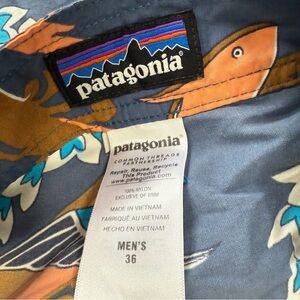 patagonia®
patagonia®
COMMON THREADS
PARTNERSHIP
Repair, Reuse, Recycle
This Product
www.patagonia.com
100% NYLON
EXCLUSIVE OF TRIM
MADE IN VIETNAM
FABRIQUÉ AU VIETNAM
HECHO EN VIETNAM
MEN'S
36